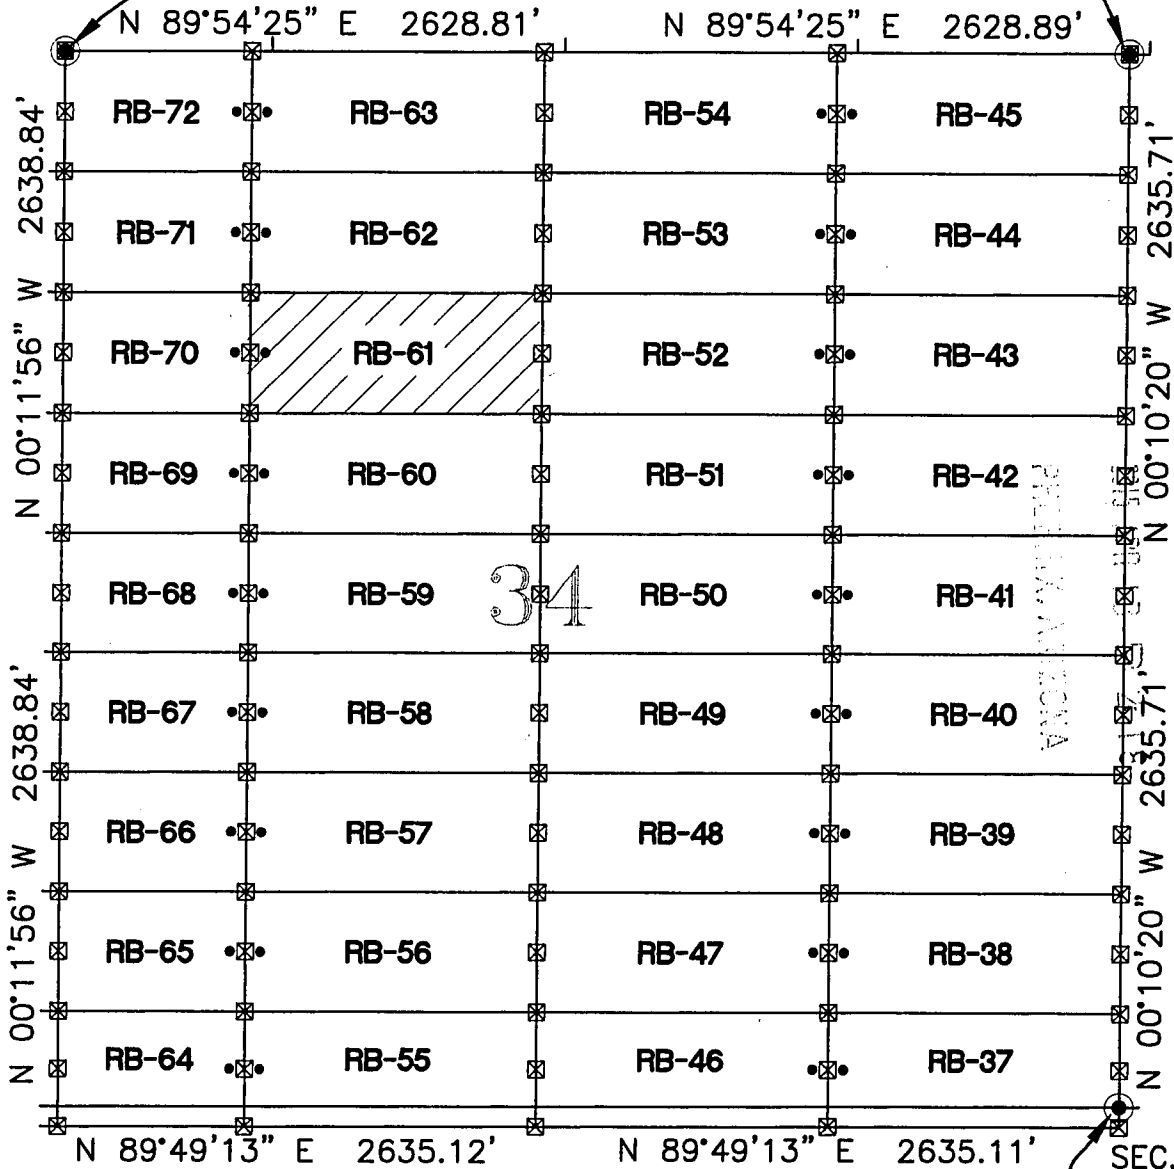 N 89°54'25" E 2628.81' N 89°54'25" E 2628.89'
N 00°11'56" W 2638.84'
N 00°10'20" W 2635.71'
RB-72 RB-63 RB-54 RB-45
RB-71 RB-62 RB-53 RB-44
RB-70 RB-61 RB-52 RB-43
RB-69 RB-60 RB-51 RB-42
RB-68 RB-59 34 RB-50 RB-41
RB-67 RB-58 RB-49 RB-40
RB-66 RB-57 RB-48 RB-39
RB-65 RB-56 RB-47 RB-38
RB-64 RB-55 RB-46 RB-37
N 00°11'56" W 2638.84'
N 00°10'20" W 2635.71'
N 89°49'13" E 2635.12' N 89°49'13" E 2635.11' SEC.